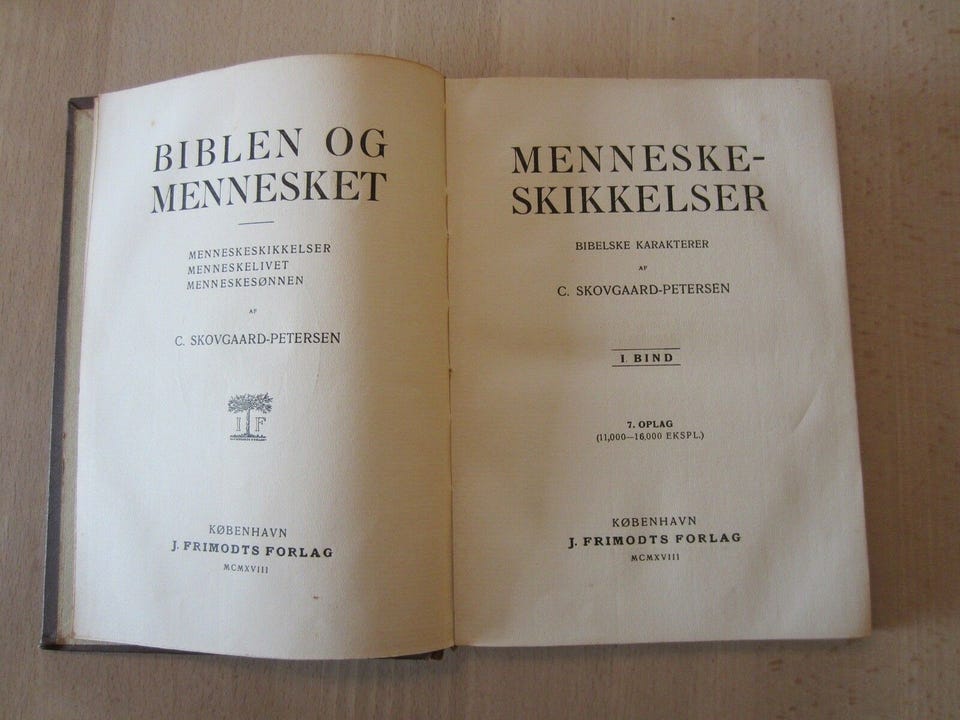 BIBLEN OG
MENNESKET
MENNESKESKIKKELSER
MENNESKELIVET
MENNESKESØNNEN
AF
C. SKOVGAARD-PETERSEN
I F
KØBENHAVN
J. FRIMODTS FORLAG
MCMXVIII
MENNESKE-
SKIKKELSER
BIBELSKE KARAKTERER
AF
C. SKOVGAARD-PETERSEN
I. BIND
7. OPLAG
(11,000—16,000 EKSPL.)
KØBENHAVN
J. FRIMODTS FORLAG
MCMXVIII